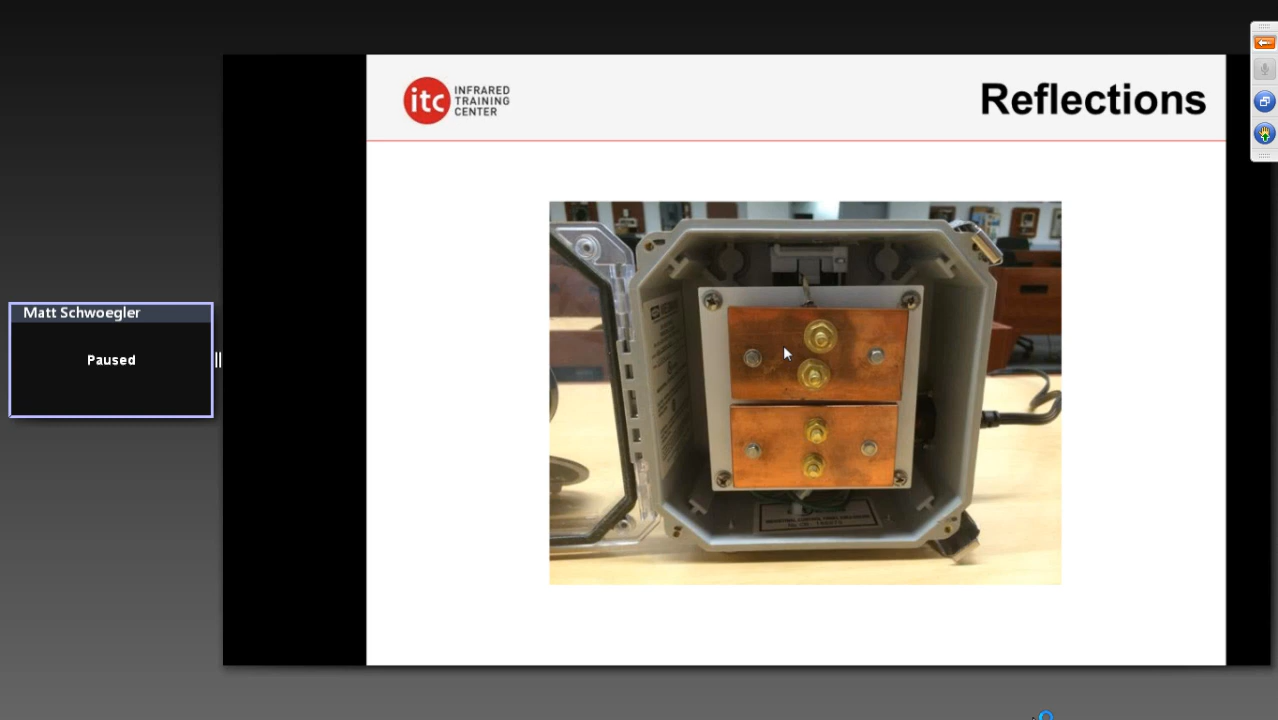 itc INFRARED
TRAINING
CENTER
Reflections
Matt Schwoegler
Paused